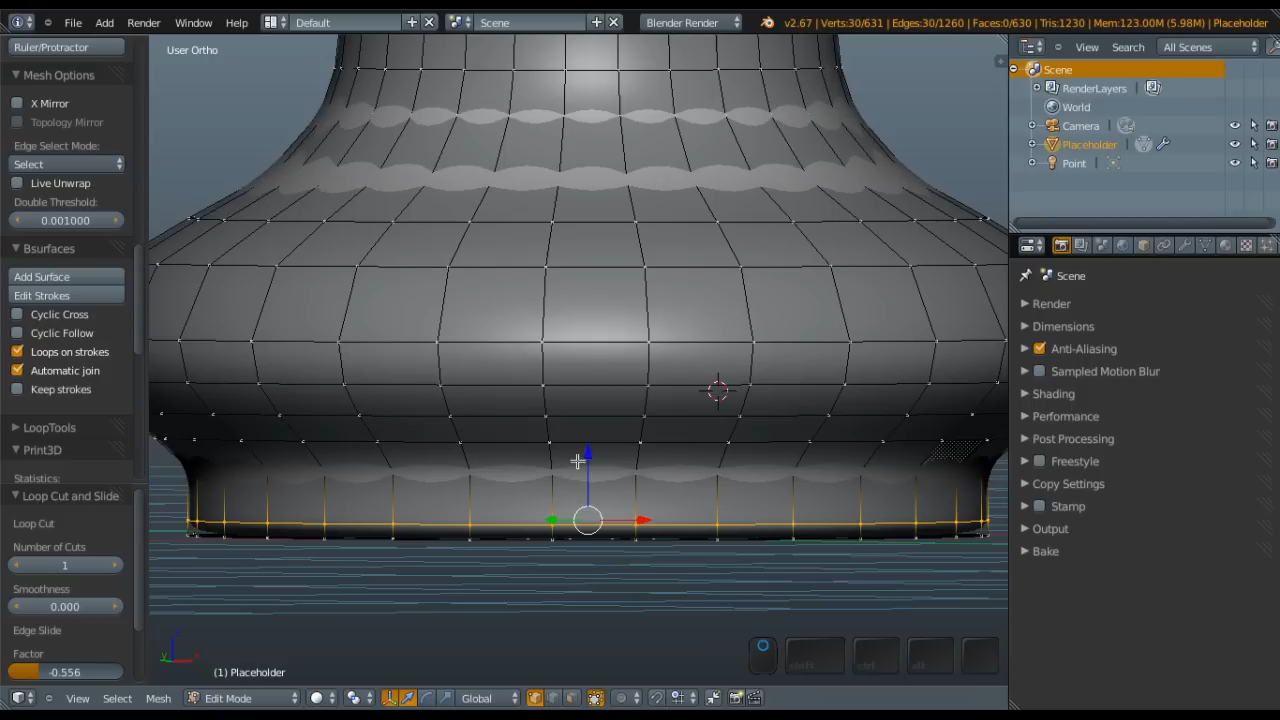 File Add Render Window Help Default Scene Blender Render v2.67 | Verts:30/631 | Edges:30/1260 | Faces:0/630 | Tris:1230 | Mem:123.00M (5.98M) | Placeholder
Ruler/Protractor
Mesh Options
X Mirror
Topology Mirror
Edge Select Mode:
Select
Live Unwrap
Double Threshold:
0.001000
Bsurfaces
Add Surface
Edit Strokes
Cyclic Cross
Cyclic Follow
Loops on strokes
Automatic join
Keep strokes
LoopTools
Print3D
Statistics:
Loop Cut and Slide
Loop Cut
Number of Cuts
1
Smoothness
0.000
Edge Slide
Factor
-0.556
User Ortho
shift ctrl alt
(1) Placeholder
View Select Mesh Edit Mode Global
View Search All Scenes
Scene
RenderLayers
World
Camera
Placeholder
Point
Scene
Render
Dimensions
Anti-Aliasing
Sampled Motion Blur
Shading
Performance
Post Processing
Freestyle
Copy Settings
Stamp
Output
Bake